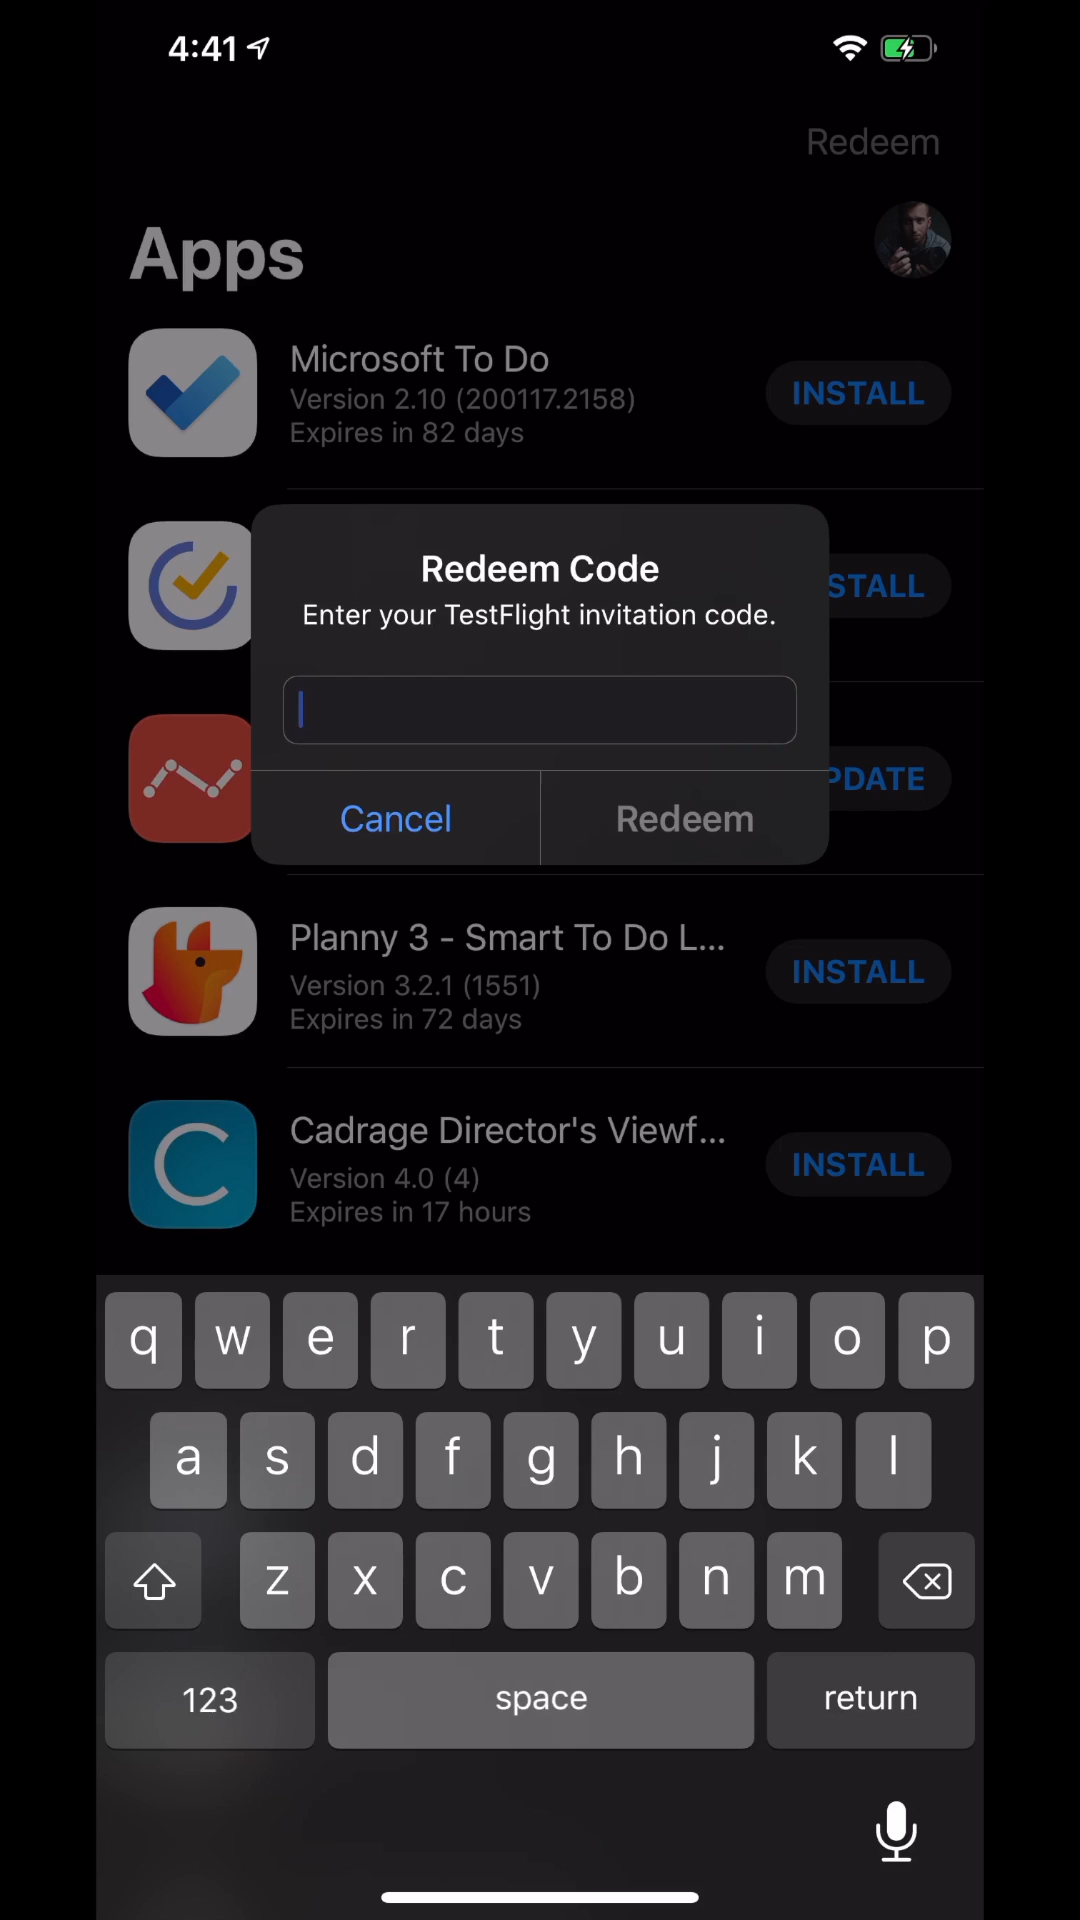 4:41
Redeem
Apps
Microsoft To Do
Version 2.10 (200117.2158)
Expires in 82 days
INSTALL
STALL
Redeem Code
Enter your TestFlight invitation code.
PDATE
Cancel
Redeem
Planny 3 - Smart To Do L...
Version 3.2.1 (1551)
Expires in 72 days
INSTALL
Cadrage Director's Viewf...
Version 4.0 (4)
Expires in 17 hours
INSTALL
q w e r t y u i o p
a s d f g h j k l
z x c v b n m
123 space return